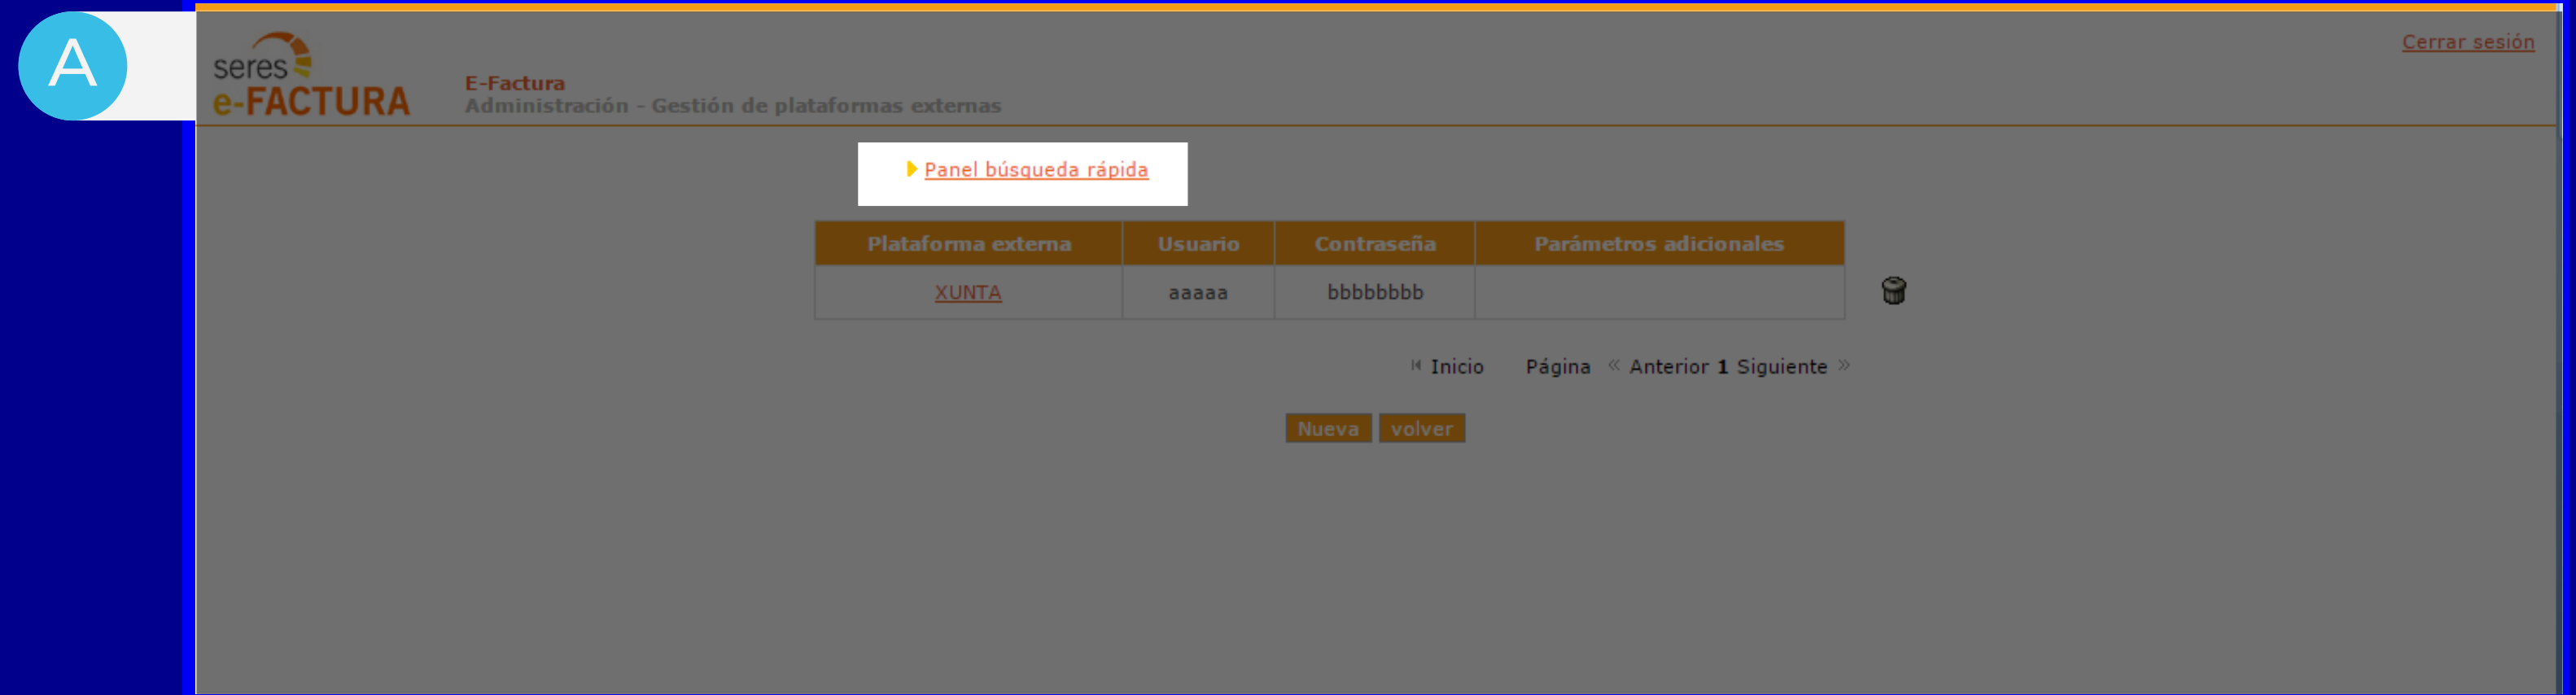 A
Cerrar sesión
seres
e-FACTURA
E-Factura
Administración - Gestión de plataformas externas
Panel búsqueda rápida
Plataforma externa Usuario Contraseña Parámetros adicionales
XUNTA aaaaa bbbbbbbb
Inicio Página « Anterior 1 Siguiente »
Nueva volver